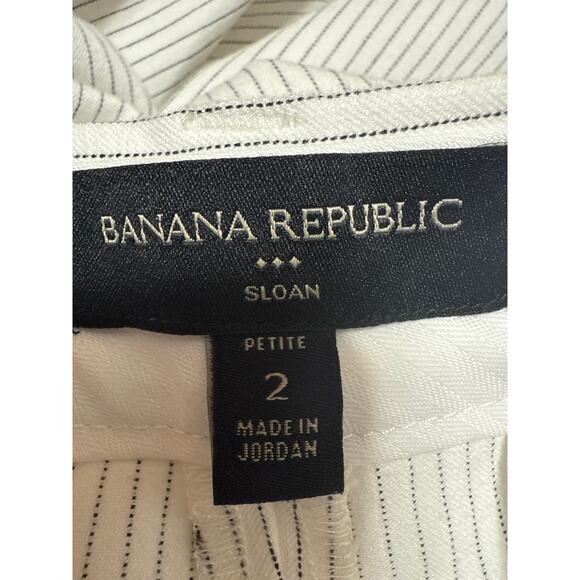 BANANA REPUBLIC
SLOAN
PETITE
2
MADE IN
JORDAN